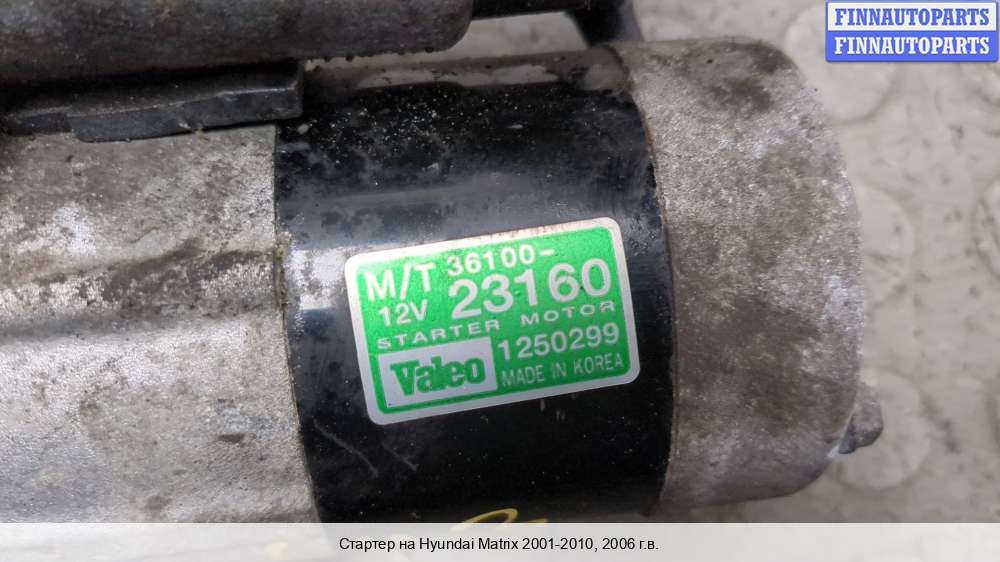 FINNAUTOPARTS
FINNAUTOPARTS
M/T 36100-
12V 23160
STARTER MOTOR
Valeo 1250299
MADE IN KOREA
Стартер на Hyundai Matrix 2001-2010, 2006 г.в.